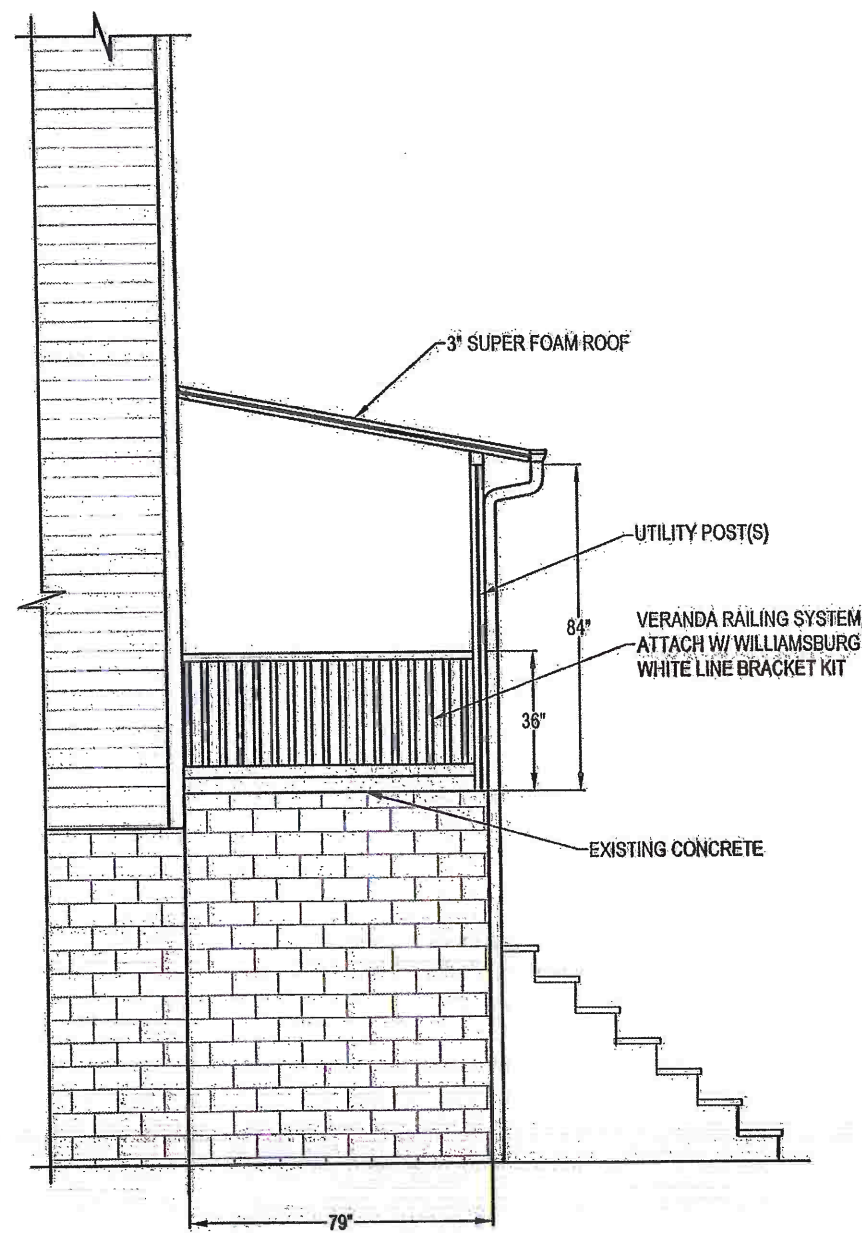 3" SUPER FOAM ROOF
UTILITY POST(S)
84"
VERANDA RAILING SYSTEM
ATTACH W/ WILLIAMSBURG
WHITE LINE BRACKET KIT
36"
EXISTING CONCRETE
79"